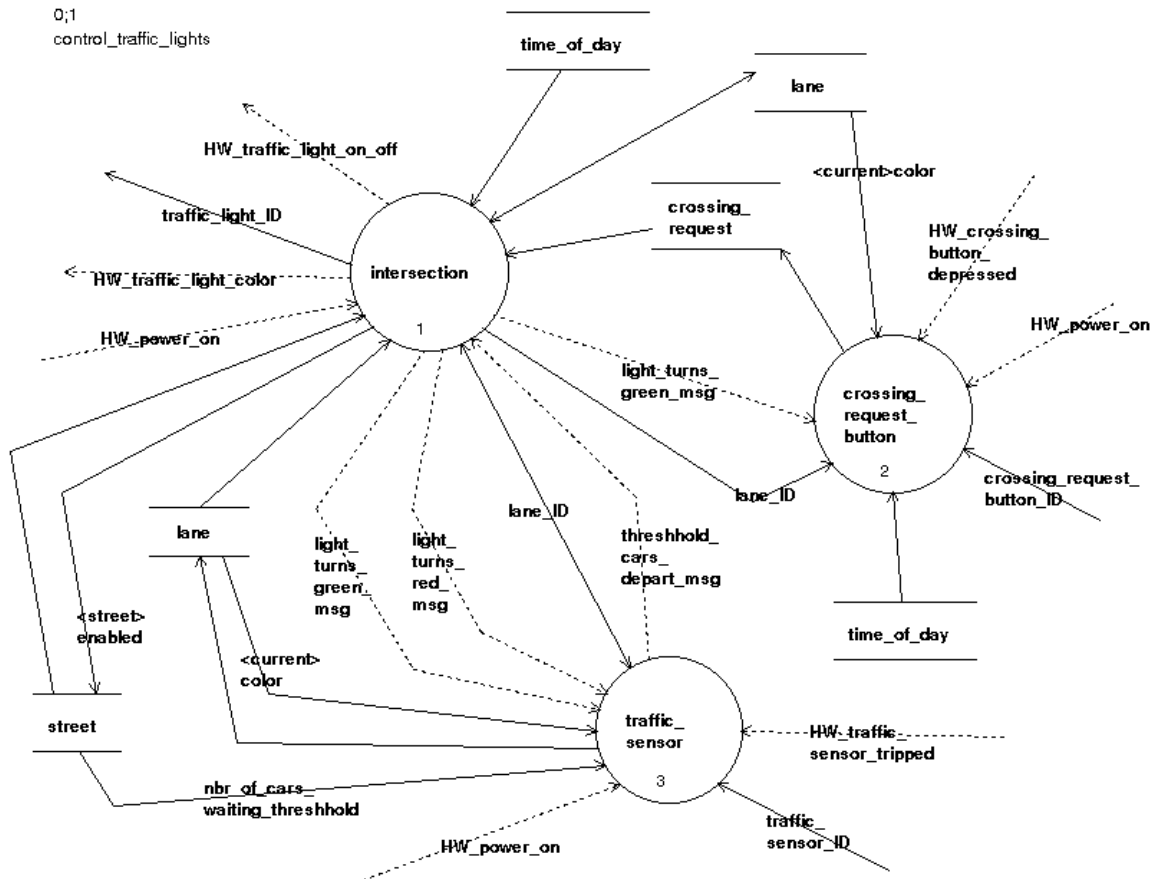 0;1
control_traffic_lights
time_of_day
lane
HW_traffic_light_on_off
<current>color
traffic_light_ID
crossing_
request
HW_crossing_
button_
depressed
intersection
HW_traffic_light_color
1
HW_power_on
HW_power_on
light_turns_
green_msg
crossing_
request_
button
2
lane_ID
crossing_request_
button_ID
lane_ID
lane
light_
turns_
green_
msg
light_
turns_
red_
msg
threshhold_
cars_
depart_msg
<street>
enabled
time_of_day
<current>
color
street
traffic_
sensor
3
HW_traffic_
sensor_tripped
nbr_of_cars_
waiting_threshhold
traffic_
sensor_ID
HW_power_on